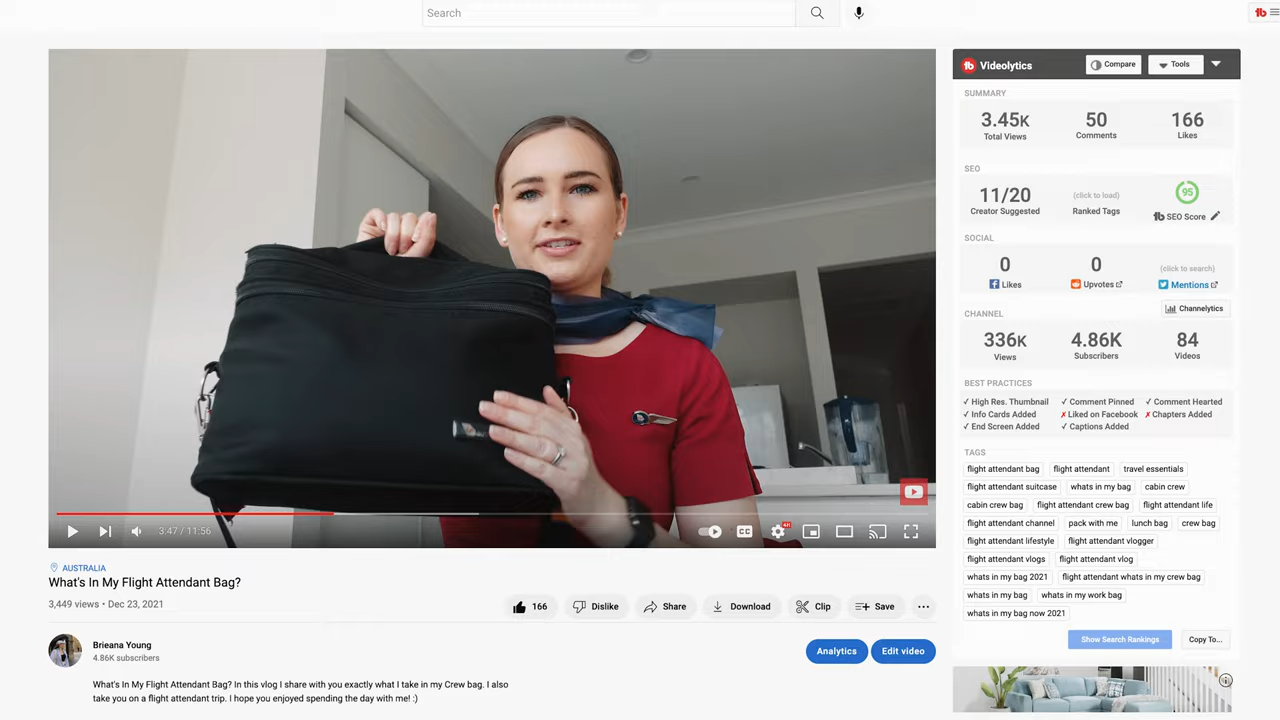 Search
tb
3:47 / 11:56
CC
4K
AUSTRALIA
What's In My Flight Attendant Bag?
3,449 views • Dec 23, 2021
166
Dislike
Share
Download
Clip
Save
Brieana Young
4.86K subscribers
Analytics
Edit video
What's In My Flight Attendant Bag? In this vlog I share with you exactly what I take in my Crew bag. I also
take you on a flight attendant trip. I hope you enjoyed spending the day with me! :)
tb Videolytics
Compare
Tools
SUMMARY
3.45K 50 166
Total Views Comments Likes
SEO
11/20 (click to load) 95
Creator Suggested Ranked Tags tb SEO Score
SOCIAL
0 0 (click to search)
Likes Upvotes Mentions
CHANNEL Channelytics
336K 4.86K 84
Views Subscribers Videos
BEST PRACTICES
✓ High Res. Thumbnail ✓ Comment Pinned ✓ Comment Hearted
✓ Info Cards Added ✗ Liked on Facebook ✗ Chapters Added
✓ End Screen Added ✓ Captions Added
TAGS
flight attendant bag flight attendant travel essentials
flight attendant suitcase whats in my bag cabin crew
cabin crew bag flight attendant crew bag flight attendant life
flight attendant channel pack with me lunch bag crew bag
flight attendant lifestyle flight attendant vlogger
flight attendant vlogs flight attendant vlog
whats in my bag 2021 flight attendant whats in my crew bag
whats in my bag whats in my work bag
whats in my bag now 2021
Show Search Rankings Copy To...